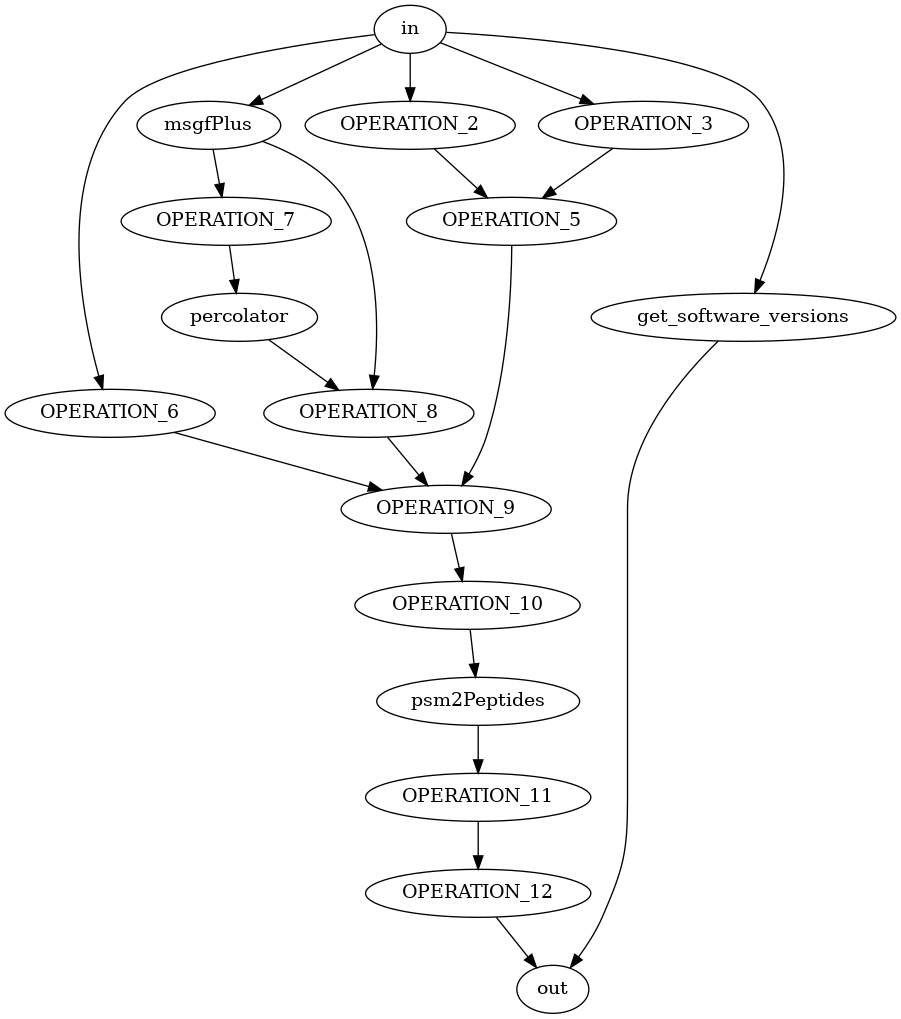 in
msgfPlus
OPERATION_2
OPERATION_3
OPERATION_7
OPERATION_5
percolator
get_software_versions
OPERATION_6
OPERATION_8
OPERATION_9
OPERATION_10
psm2Peptides
OPERATION_11
OPERATION_12
out